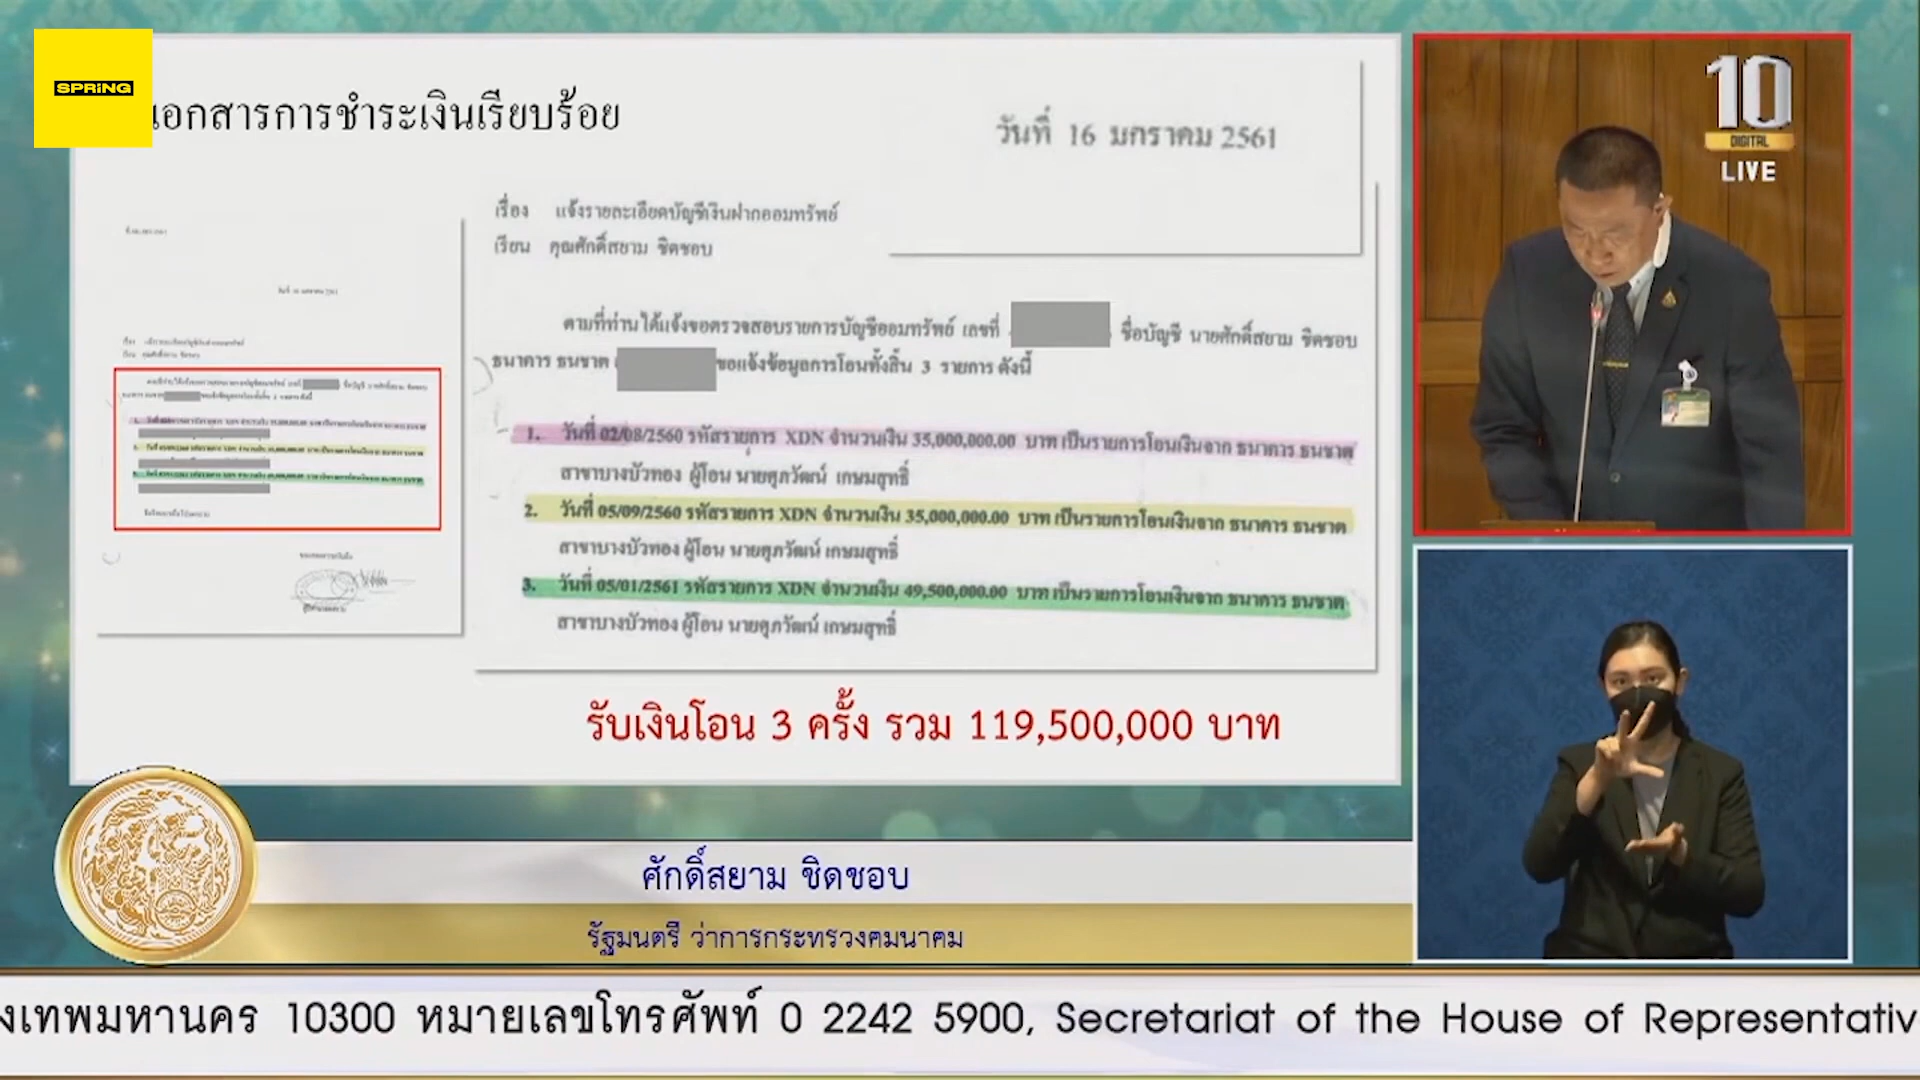 SPRiNG
เอกสารการชำระเงินเรียบร้อย
วันที่ 16 มกราคม 2561
เรื่อง แจ้งรายละเอียดบัญชีเงินฝากออมทรัพย์
เรียน คุณศักดิ์สยาม ชิดชอบ
ตามที่ท่านได้แจ้งขอตรวจสอบรายการบัญชีออมทรัพย์ เลขที่ ชื่อบัญชี นายศักดิ์สยาม ชิดชอบ
ธนาคาร ธนชาต ขอแจ้งข้อมูลการโอนทั้งสิ้น 3 รายการ ดังนี้
1. วันที่ 02/08/2560 รหัสรายการ XDN จำนวนเงิน 35,000,000.00 บาท เป็นรายการโอนเงินจาก ธนาคาร ธนชาต
สาขาบางบัวทอง ผู้โอน นายศุภวัฒน์ เกษมสุทธิ์
2. วันที่ 05/09/2560 รหัสรายการ XDN จำนวนเงิน 35,000,000.00 บาท เป็นรายการโอนเงินจาก ธนาคาร ธนชาต
สาขาบางบัวทอง ผู้โอน นายศุภวัฒน์ เกษมสุทธิ์
3. วันที่ 05/01/2561 รหัสรายการ XDN จำนวนเงิน 49,500,000.00 บาท เป็นรายการโอนเงินจาก ธนาคาร ธนชาต
สาขาบางบัวทอง ผู้โอน นายศุภวัฒน์ เกษมสุทธิ์
รับเงินโอน 3 ครั้ง รวม 119,500,000 บาท
10
DIGITAL
LIVE
ศักดิ์สยาม ชิดชอบ
รัฐมนตรี ว่าการกระทรวงคมนาคม
งเทพมหานคร 10300 หมายเลขโทรศัพท์ 0 2242 5900, Secretariat of the House of Representativ